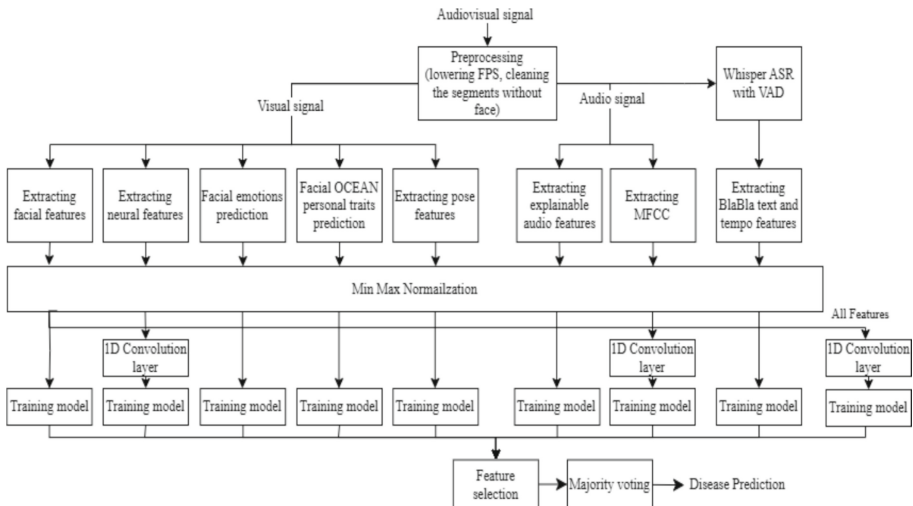 Audiovisual signal
Preprocessing
(lowering FPS, cleaning
the segments without
face)
Whisper ASR
with VAD
Visual signal
Audio signal
Extracting
facial features
Extracting
neural features
Facial emotions
prediction
Facial OCEAN
personal traits
prediction
Extracting pose
features
Extracting
explainable
audio features
Extracting
MFCC
Extracting
BlaBla text and
tempo features
Min Max Normailzation
All Features
1D Convolution
layer
1D Convolution
layer
1D Convolution
layer
Training model
Training model
Training model
Training model
Training model
Training model
Training model
Training model
Training model
Feature
selection
Majority voting
Disease Prediction